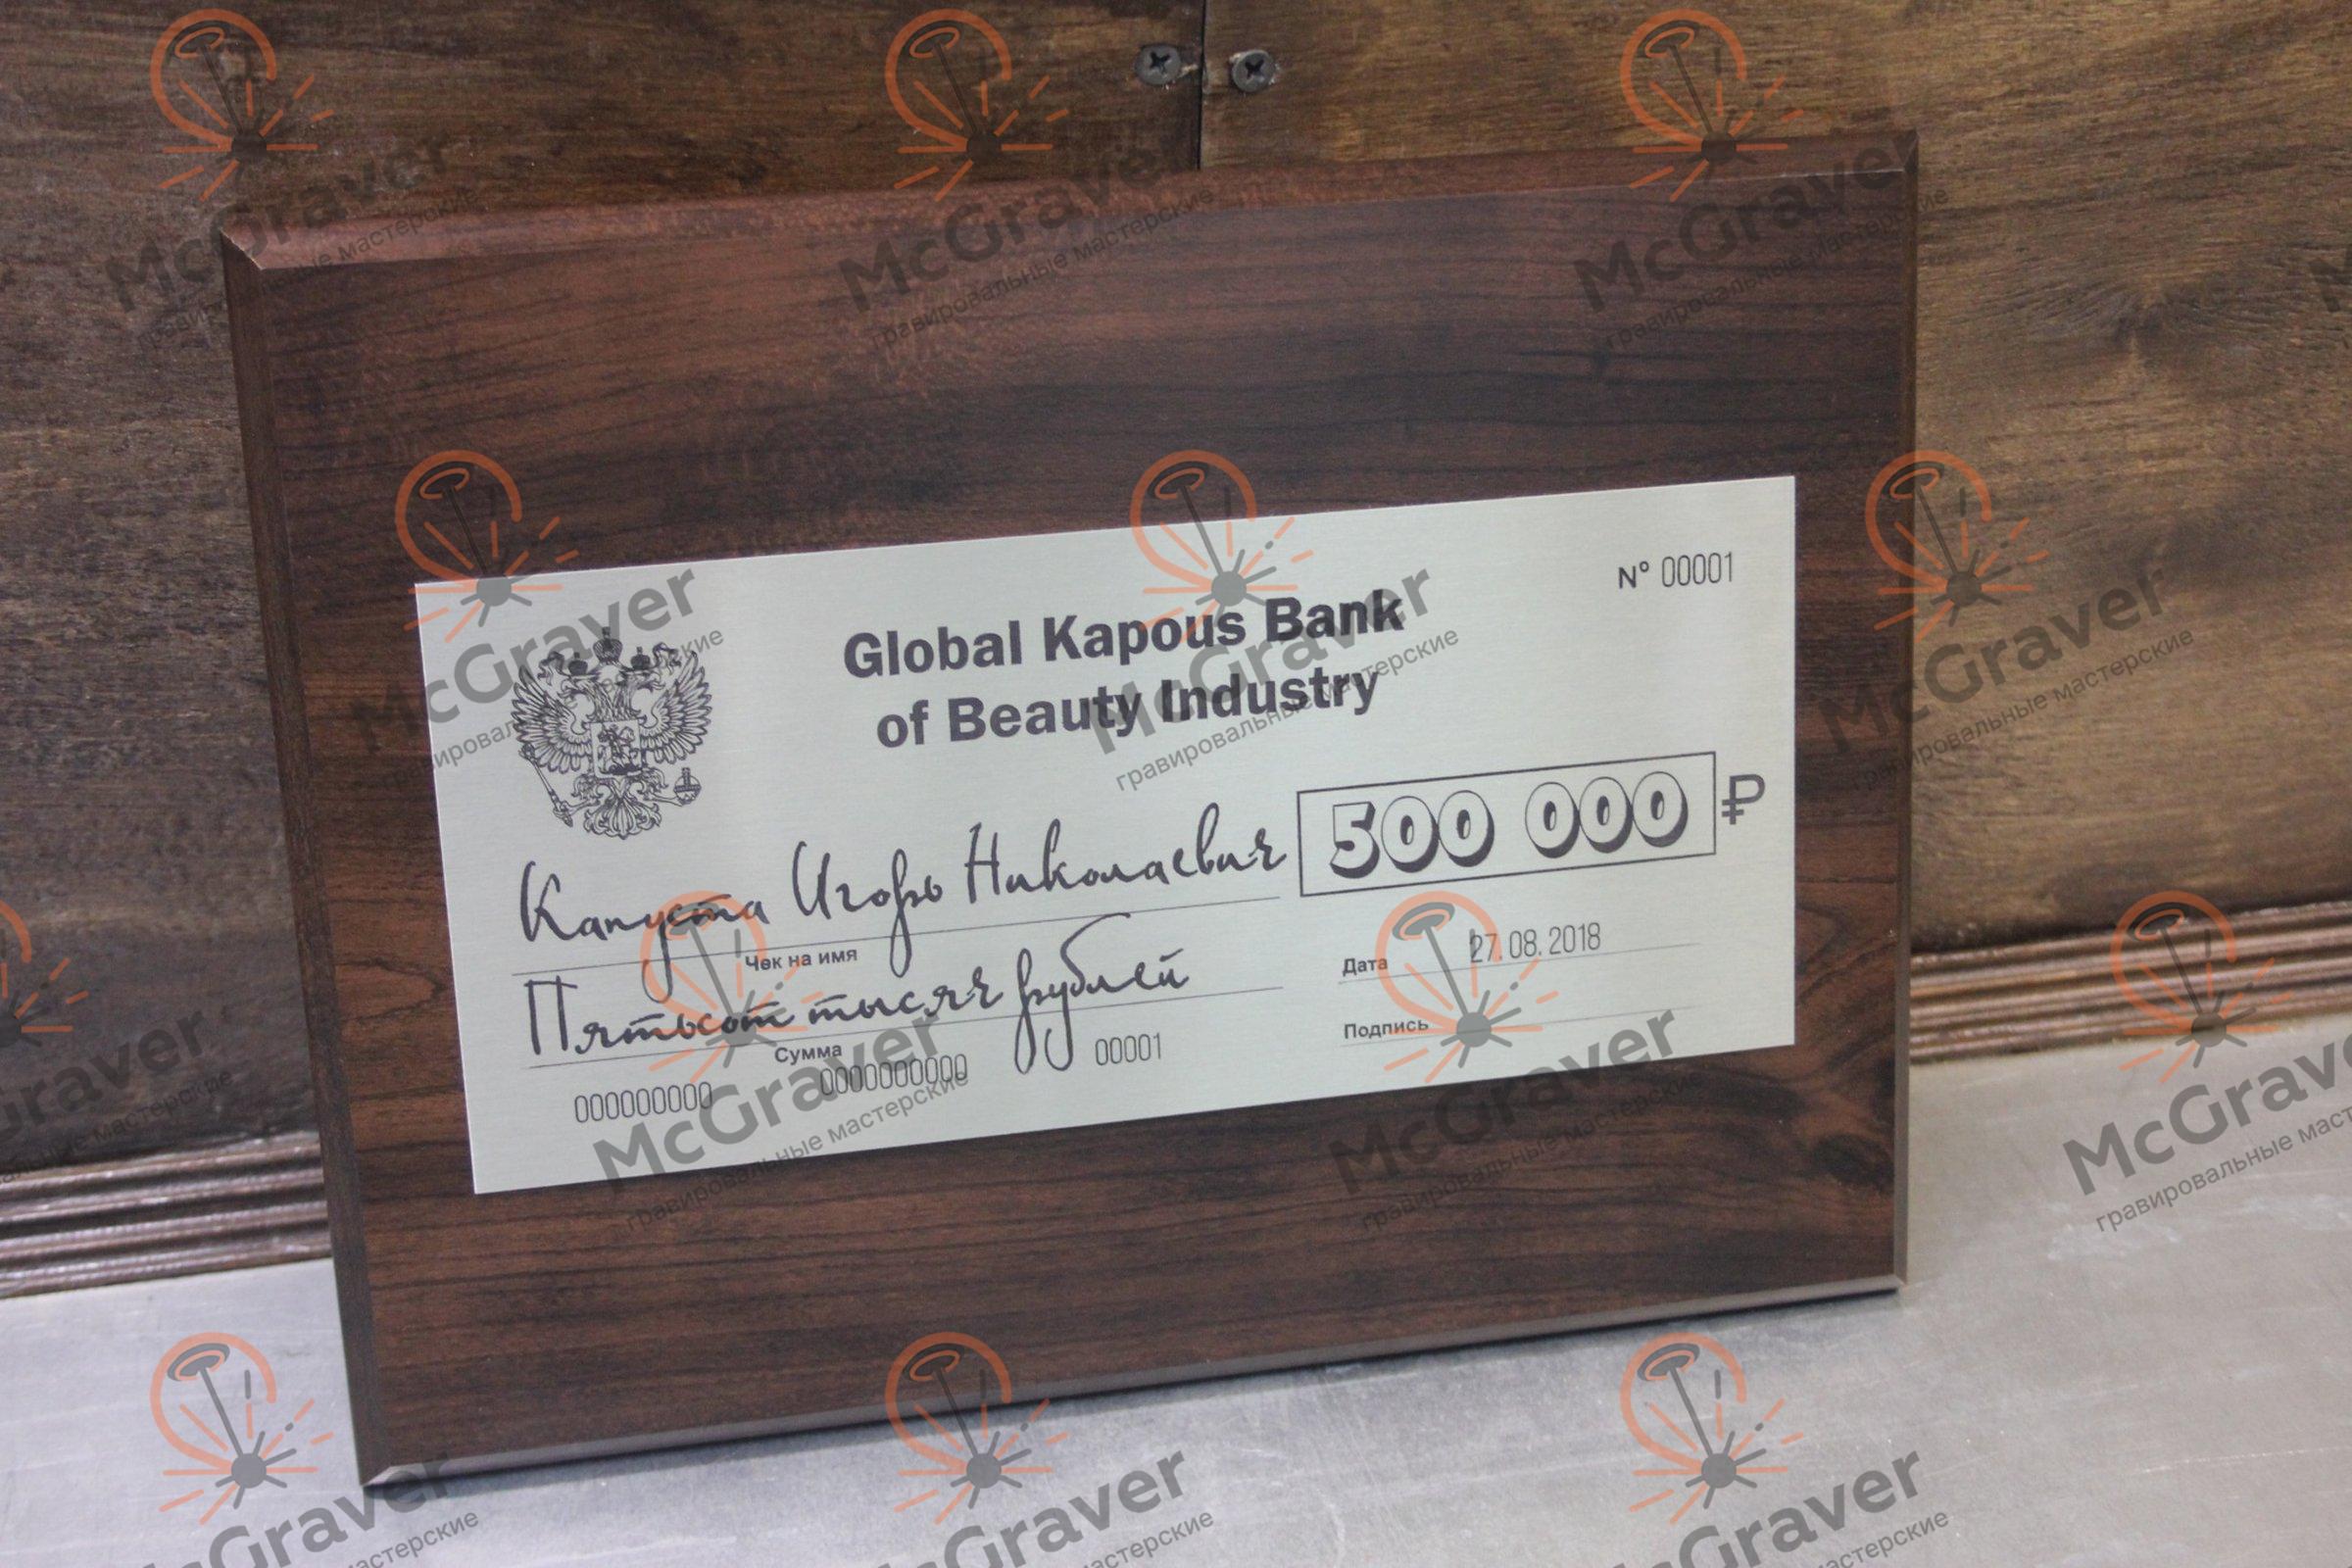 N° 00001
Global Kapous Bank
of Beauty Industry
500 000 ₽
Капуста Игорь Николаевич
Чек на имя
Дата 27.08.2018
Пятьсот тысяч рублей
Сумма
Подпись
000000000 0000000000 00001
McGraver
гравировальные мастерские